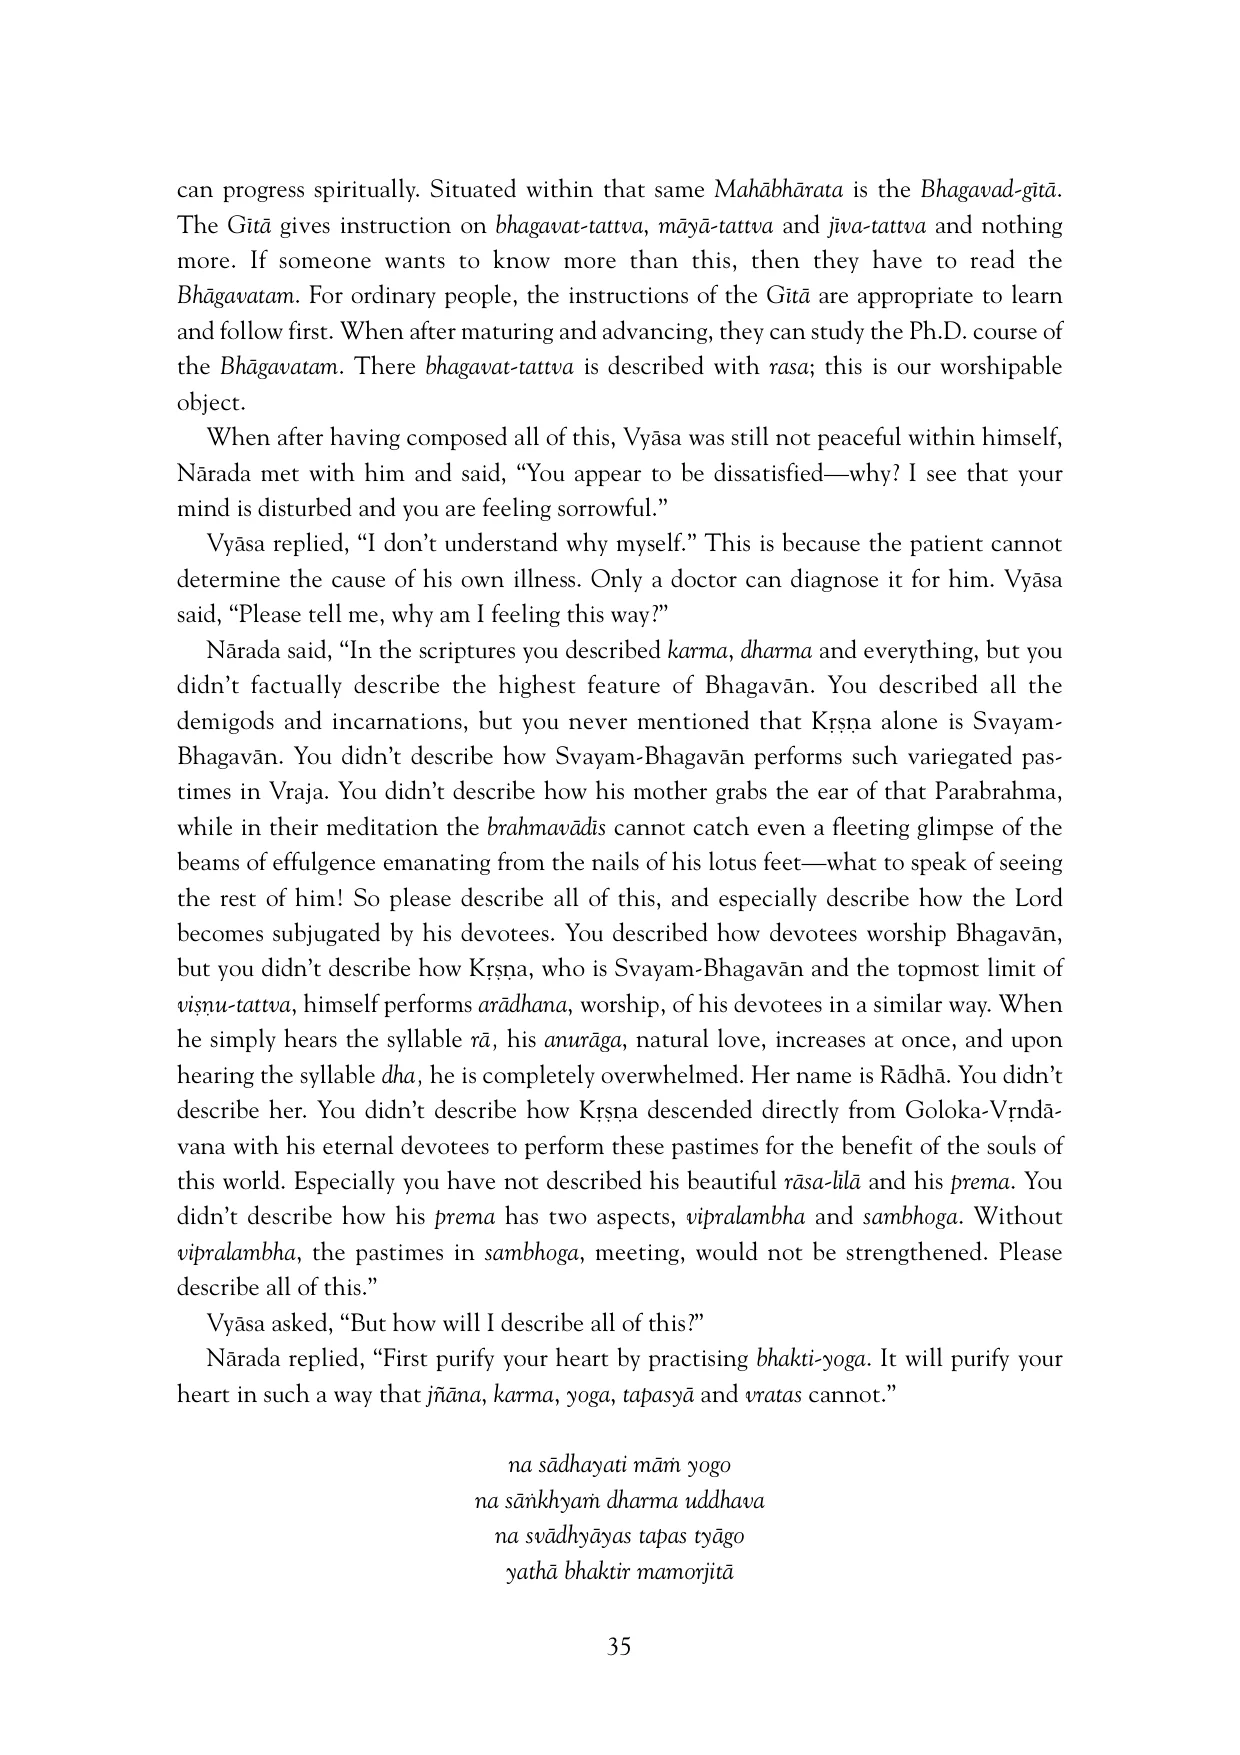 can progress spiritually. Situated within that same Mahābhārata is the Bhagavad-gītā.
The Gītā gives instruction on bhagavat-tattva, māyā-tattva and jīva-tattva and nothing
more. If someone wants to know more than this, then they have to read the
Bhāgavatam. For ordinary people, the instructions of the Gītā are appropriate to learn
and follow first. When after maturing and advancing, they can study the Ph.D. course of
the Bhāgavatam. There bhagavat-tattva is described with rasa; this is our worshipable
object.
When after having composed all of this, Vyāsa was still not peaceful within himself,
Nārada met with him and said, “You appear to be dissatisfied—why? I see that your
mind is disturbed and you are feeling sorrowful.”
Vyāsa replied, “I don’t understand why myself.” This is because the patient cannot
determine the cause of his own illness. Only a doctor can diagnose it for him. Vyāsa
said, “Please tell me, why am I feeling this way?”
Nārada said, “In the scriptures you described karma, dharma and everything, but you
didn’t factually describe the highest feature of Bhagavān. You described all the
demigods and incarnations, but you never mentioned that Kṛṣṇa alone is Svayam-
Bhagavān. You didn’t describe how Svayam-Bhagavān performs such variegated pas-
times in Vraja. You didn’t describe how his mother grabs the ear of that Parabrahma,
while in their meditation the brahmavādīs cannot catch even a fleeting glimpse of the
beams of effulgence emanating from the nails of his lotus feet—what to speak of seeing
the rest of him! So please describe all of this, and especially describe how the Lord
becomes subjugated by his devotees. You described how devotees worship Bhagavān,
but you didn’t describe how Kṛṣṇa, who is Svayam-Bhagavān and the topmost limit of
viṣṇu-tattva, himself performs arādhana, worship, of his devotees in a similar way. When
he simply hears the syllable rā, his anurāga, natural love, increases at once, and upon
hearing the syllable dha, he is completely overwhelmed. Her name is Rādhā. You didn’t
describe her. You didn’t describe how Kṛṣṇa descended directly from Goloka-Vṛndā-
vana with his eternal devotees to perform these pastimes for the benefit of the souls of
this world. Especially you have not described his beautiful rāsa-līlā and his prema. You
didn’t describe how his prema has two aspects, vipralambha and sambhoga. Without
vipralambha, the pastimes in sambhoga, meeting, would not be strengthened. Please
describe all of this.”
Vyāsa asked, “But how will I describe all of this?”
Nārada replied, “First purify your heart by practising bhakti-yoga. It will purify your
heart in such a way that jñāna, karma, yoga, tapasyā and vratas cannot.”
na sādhayati māṁ yogo
na sāṅkhyaṁ dharma uddhava
na svādhyāyas tapas tyāgo
yathā bhaktir mamorjitā
35